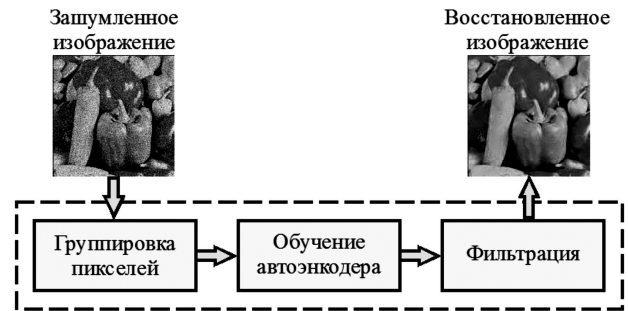 Зашумленное
изображение
Восстановленное
изображение
Группировка
пикселей
Обучение
автоэнкодера
Фильтрация